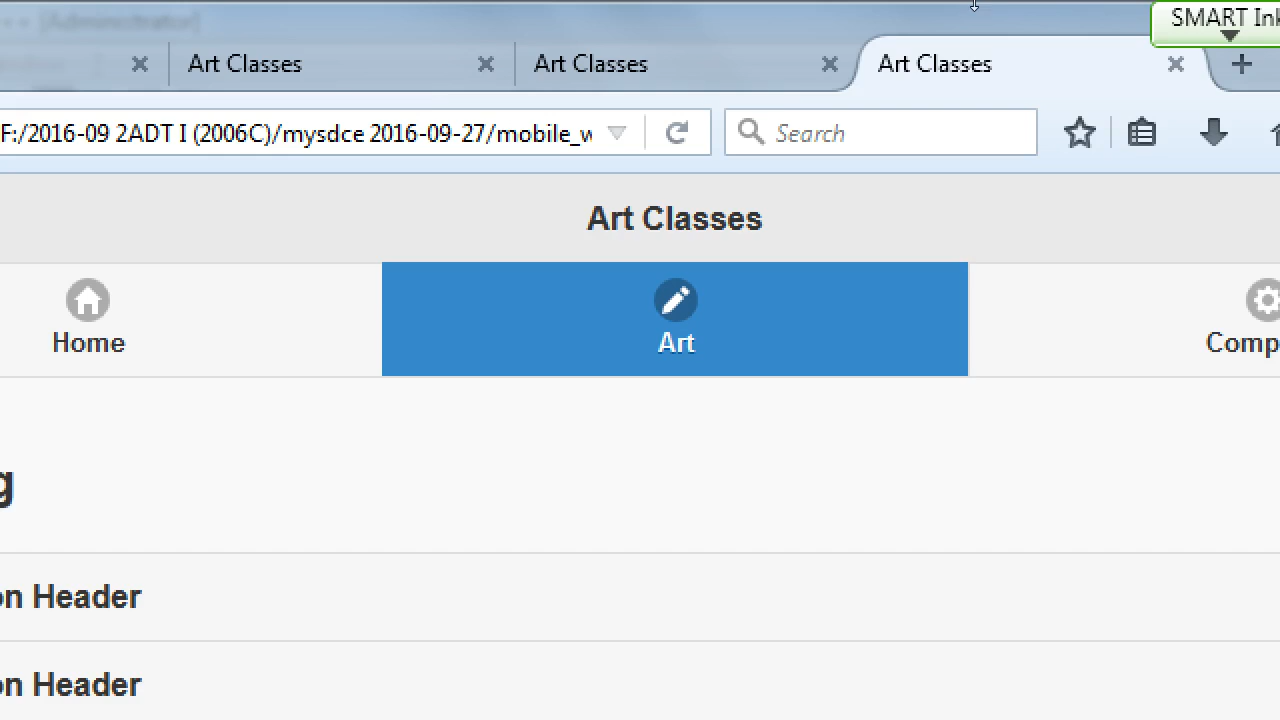 [Administrator]
SMART Ink
Art Classes
Art Classes
Art Classes
F:/2016-09 2ADT I (2006C)/mysdce 2016-09-27/mobile_w
Search
Art Classes
Home
Art
Comp
g
on Header
on Header